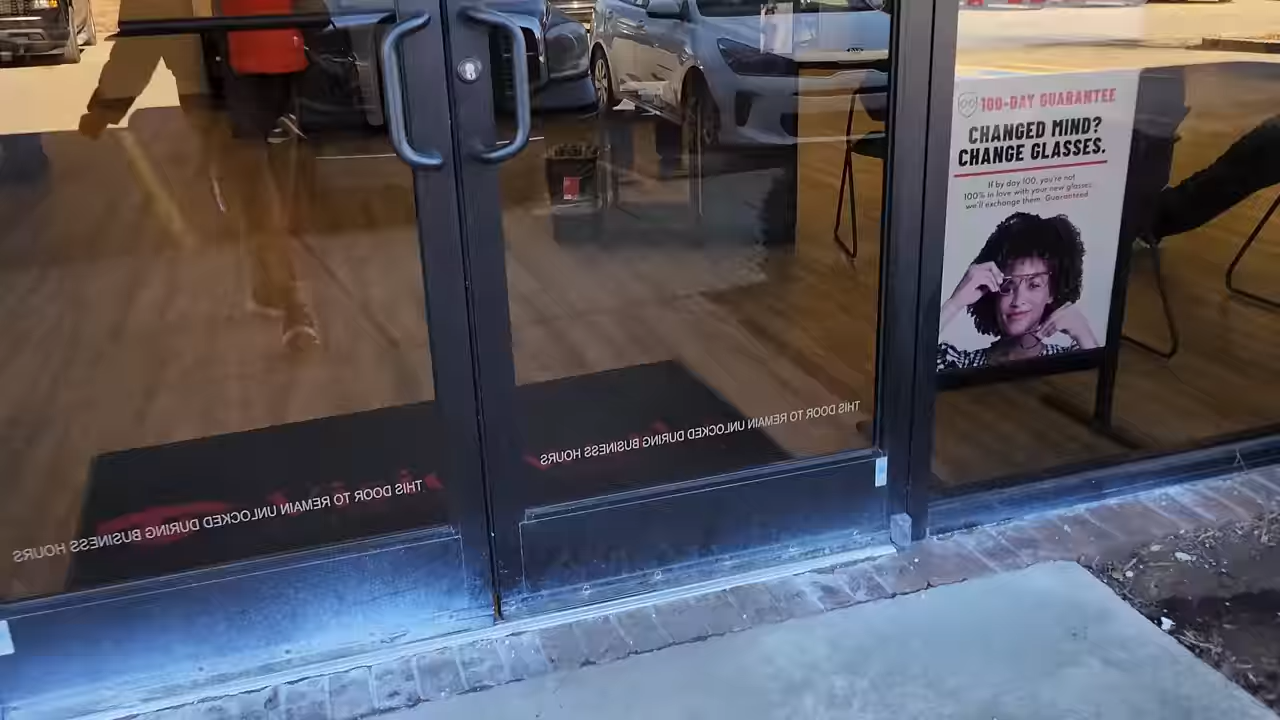 100-DAY GUARANTEE
CHANGED MIND?
CHANGE GLASSES.
If by day 100, you're not
100% in love with your new glasses,
we'll exchange them. Guaranteed.
THIS DOOR TO REMAIN UNLOCKED DURING BUSINESS HOURS
THIS DOOR TO REMAIN UNLOCKED DURING BUSINESS HOURS